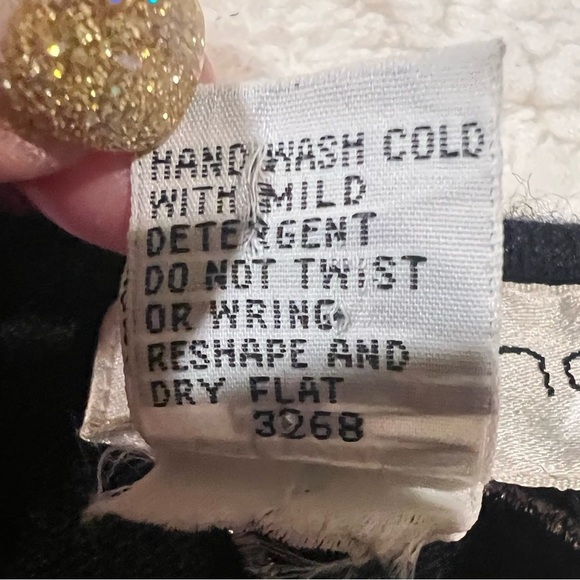 HAND WASH COLD
WITH MILD
DETERGENT
DO NOT TWIST
OR WRING
RESHAPE AND
DRY FLAT
3268